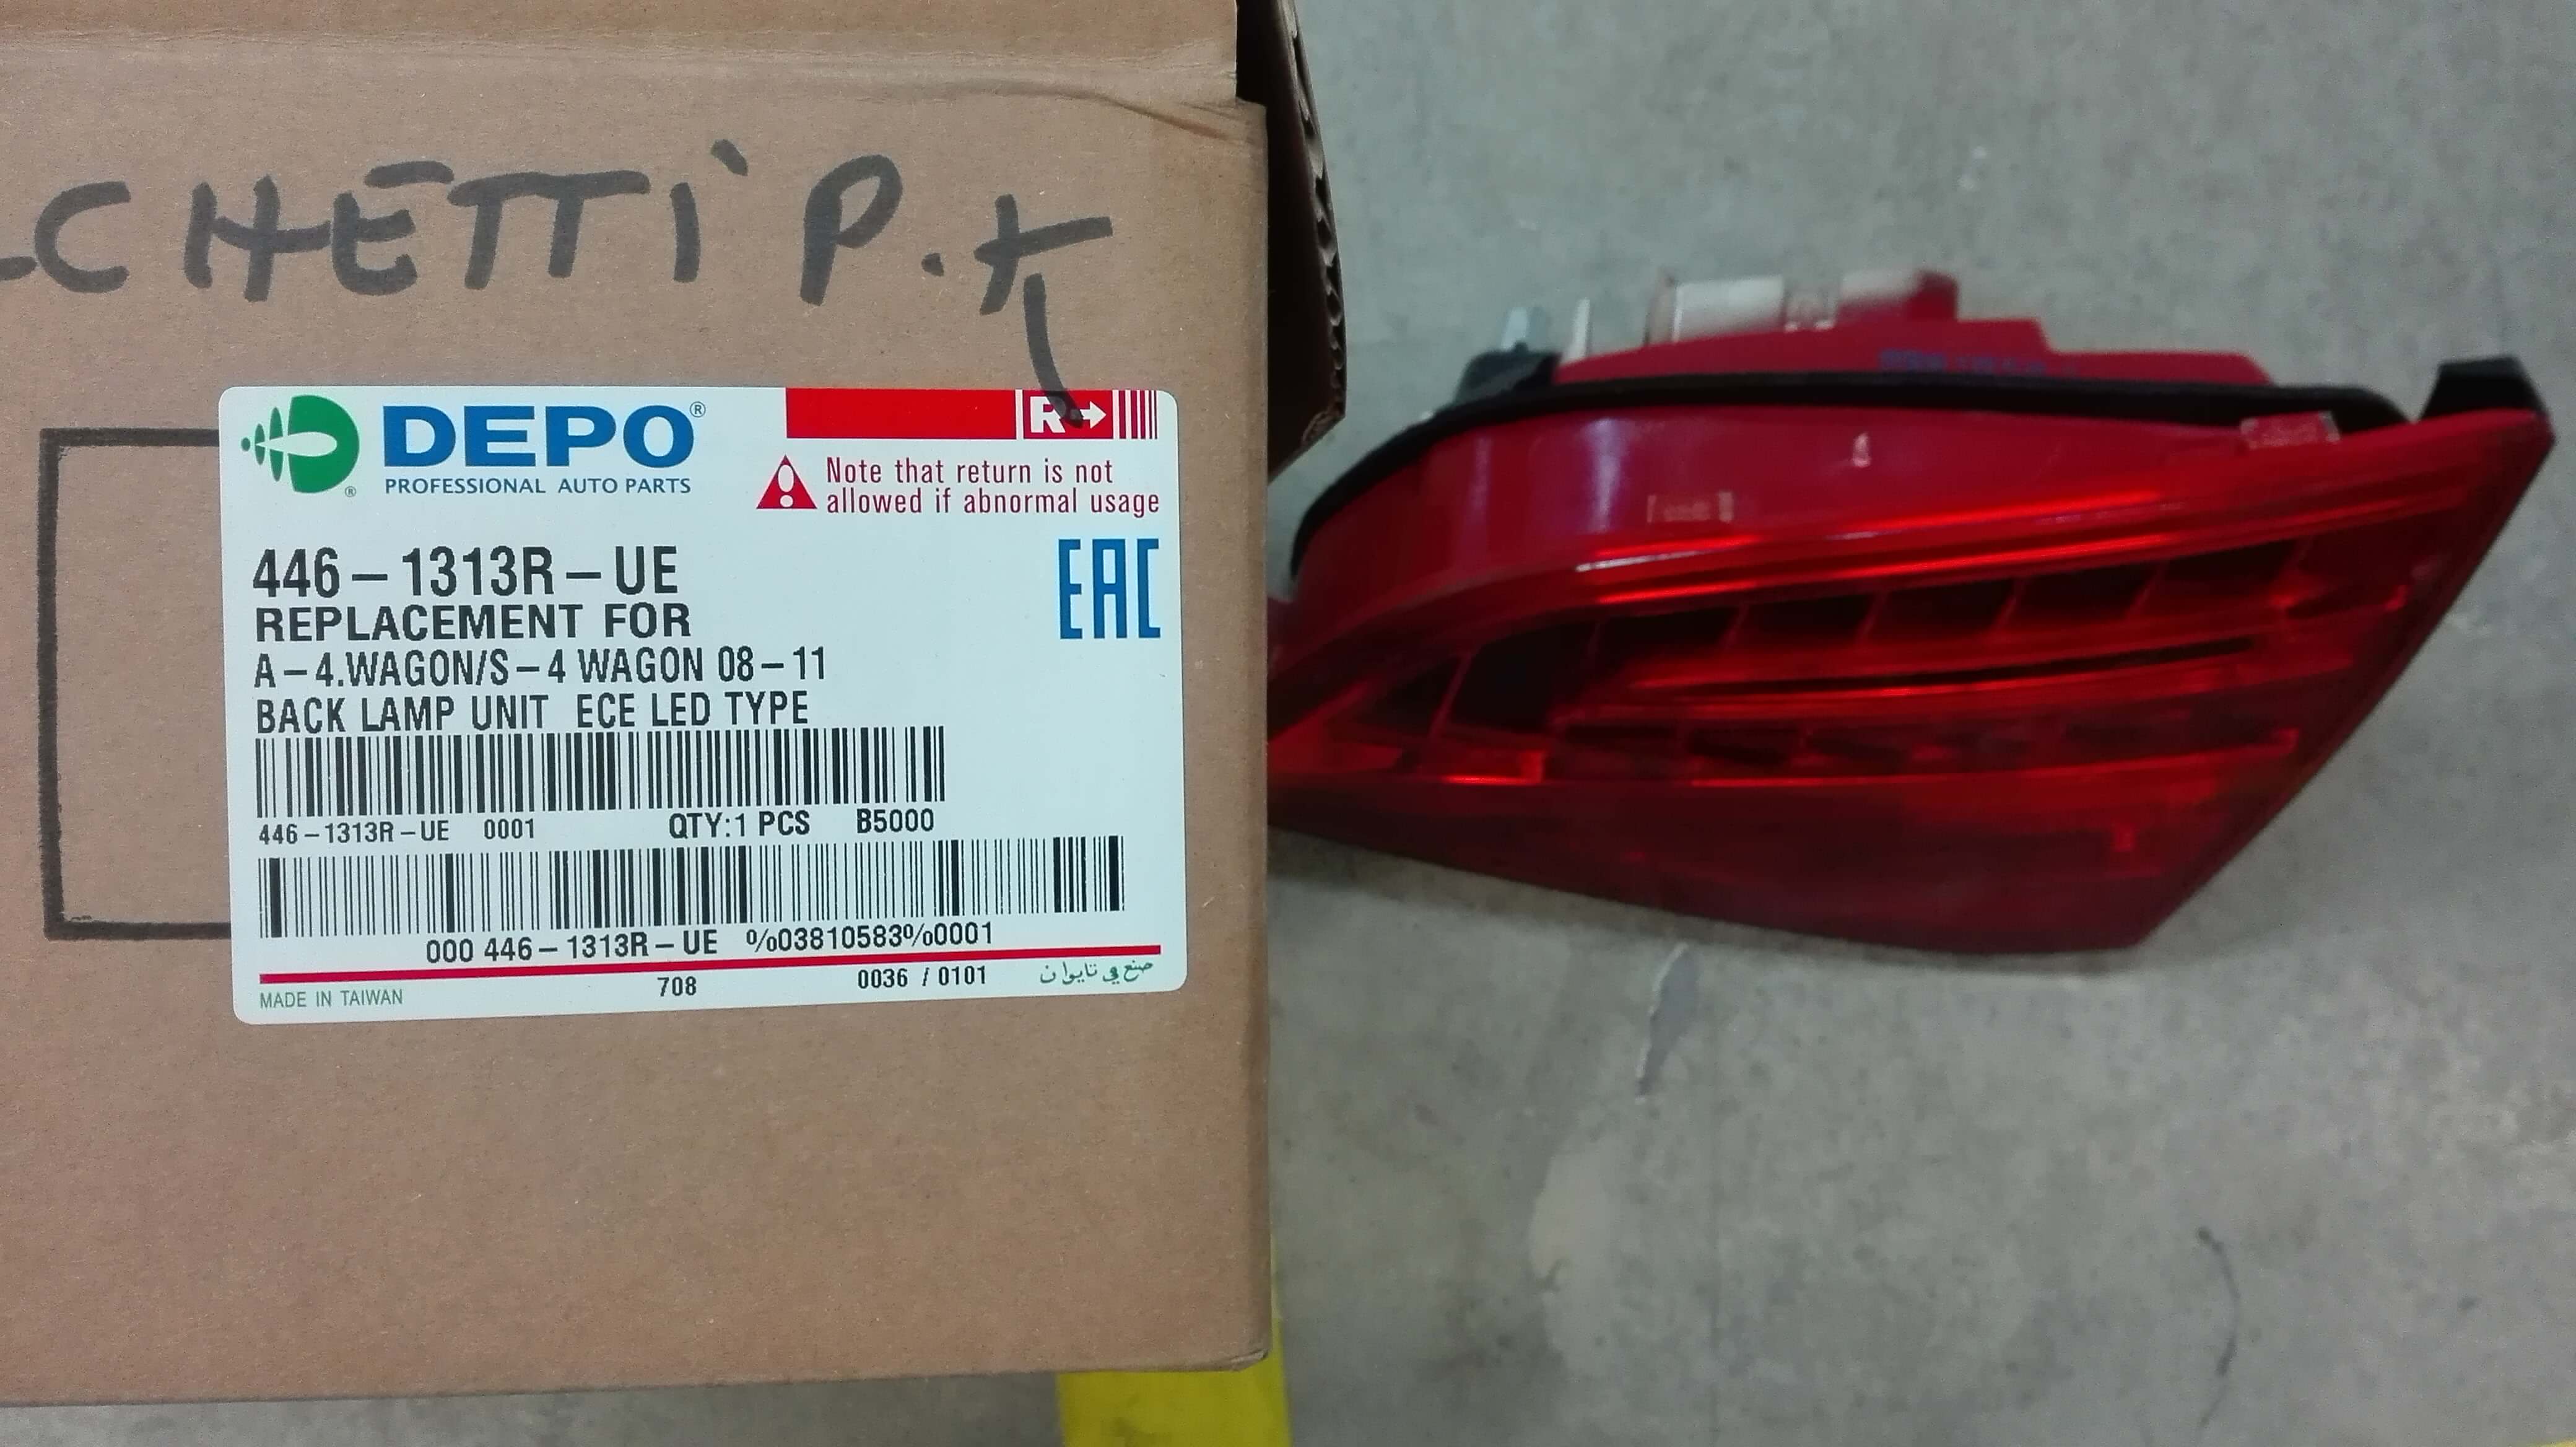 CHETTI P.
DEPO®
PROFESSIONAL AUTO PARTS
R→
Note that return is not
allowed if abnormal usage
446-1313R-UE
EAC
REPLACEMENT FOR
A-4.WAGON/S-4 WAGON 08-11
BACK LAMP UNIT ECE LED TYPE
446-1313R-UE 0001 QTY:1 PCS B5000
000 446-1313R-UE %03810583%0001
MADE IN TAIWAN 708 0036 / 0101 صنع في تايوان